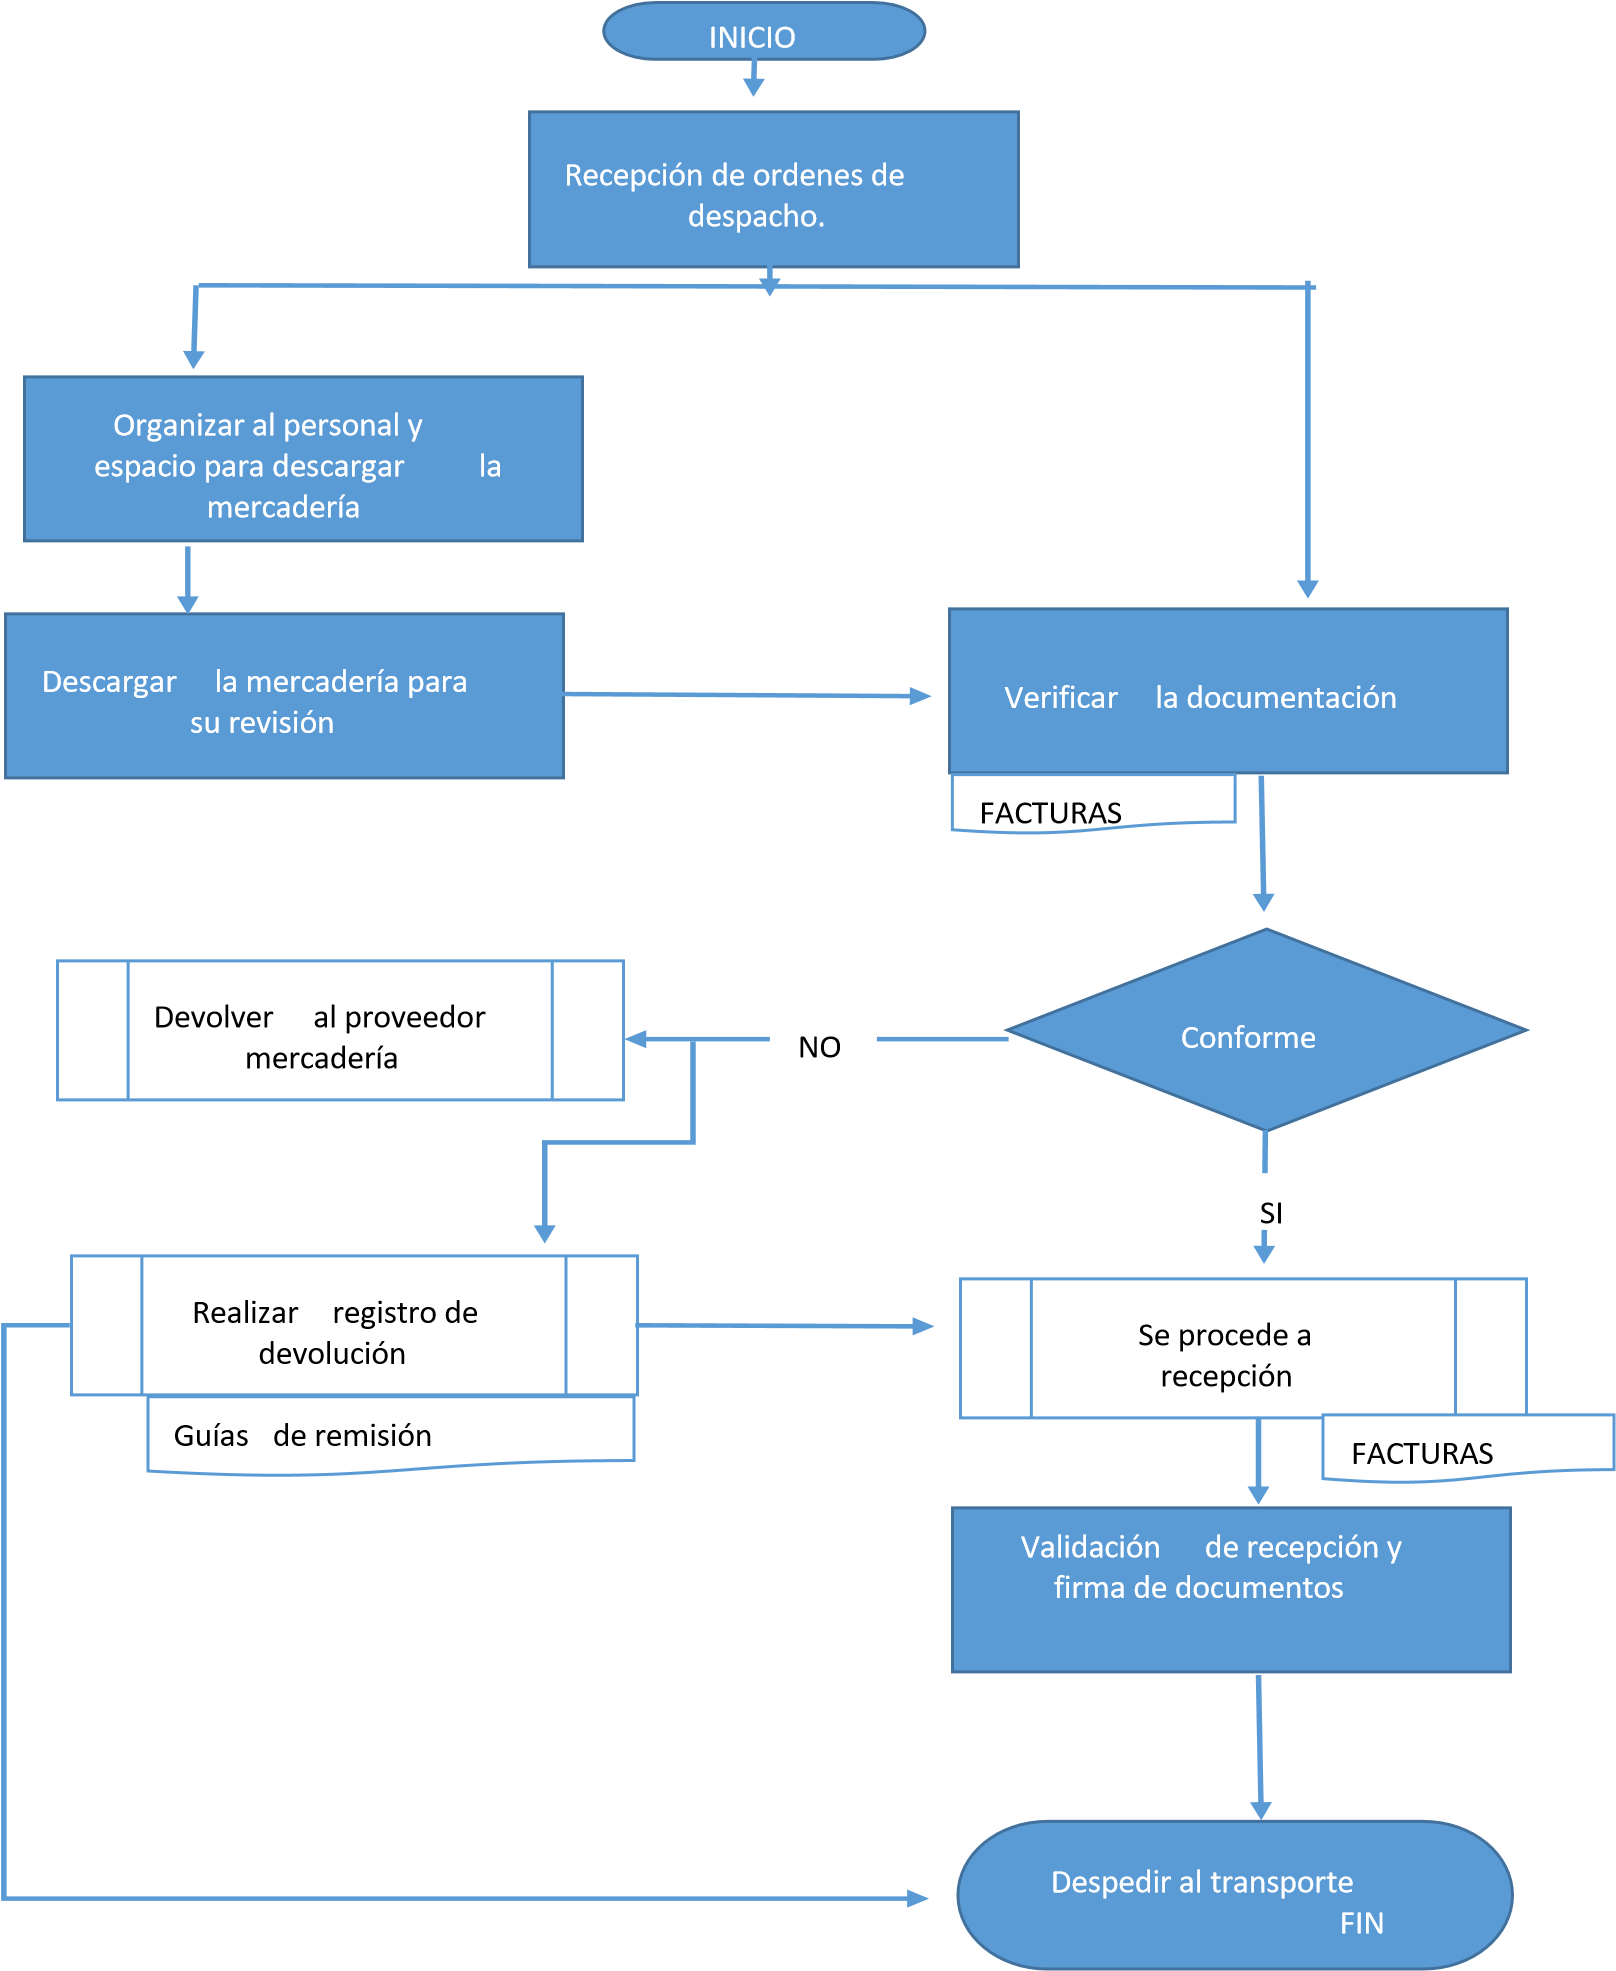 INICIO
Recepción de ordenes de
despacho.
Organizar al personal y
espacio para descargar la
mercadería
Descargar la mercadería para
su revisión
Verificar la documentación
FACTURAS
Conforme
NO
Devolver al proveedor
mercadería
SI
Realizar registro de
devolución
Guías de remisión
Se procede a
recepción
FACTURAS
Validación de recepción y
firma de documentos
Despedir al transporte
FIN